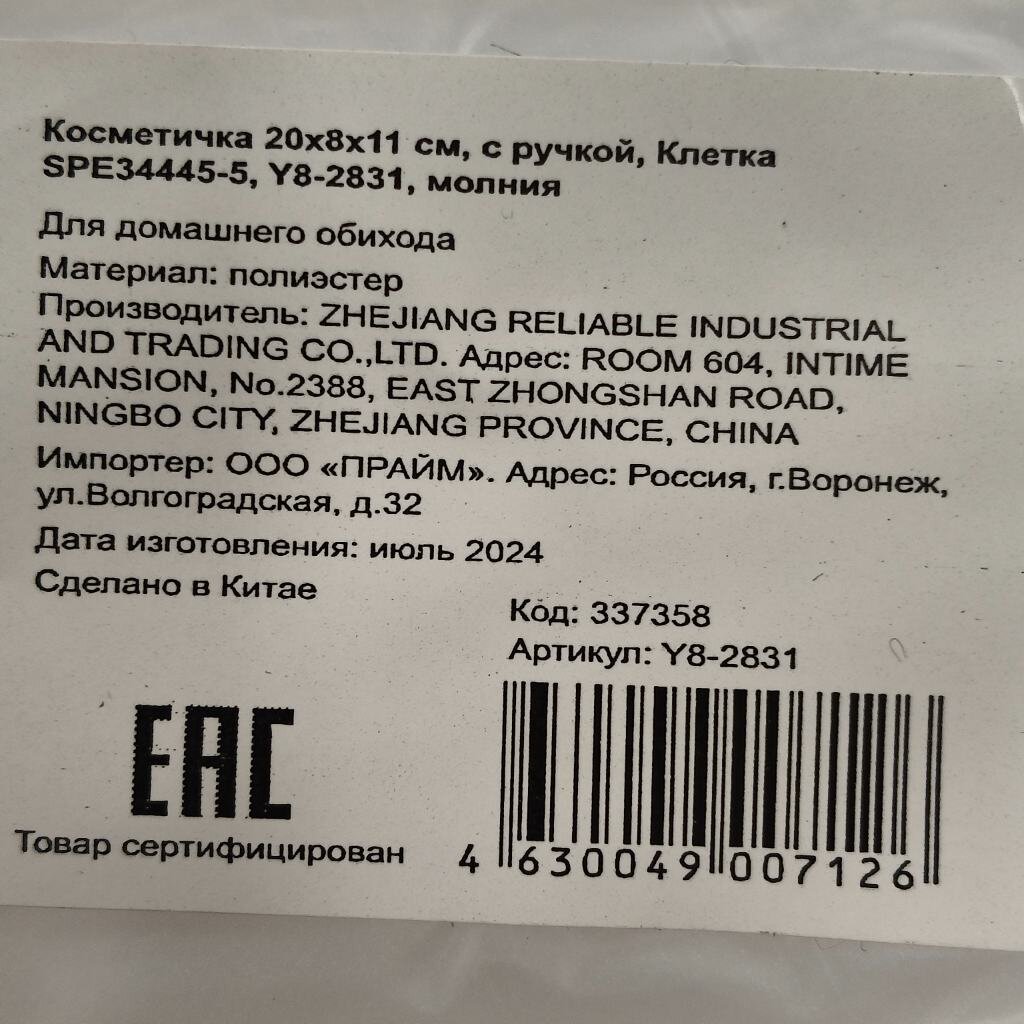 Косметичка 20х8х11 см, с ручкой, Клетка
SPE34445-5, Y8-2831, молния
Для домашнего обихода
Материал: полиэстер
Производитель: ZHEJIANG RELIABLE INDUSTRIAL
AND TRADING CO.,LTD. Адрес: ROOM 604, INTIME
MANSION, No.2388, EAST ZHONGSHAN ROAD,
NINGBO CITY, ZHEJIANG PROVINCE, CHINA
Импортер: ООО «ПРАЙМ». Адрес: Россия, г.Воронеж,
ул.Волгоградская, д.32
Дата изготовления: июль 2024
Сделано в Китае
Код: 337358
Артикул: Y8-2831
EAC
Товар сертифицирован
4 630049 007126